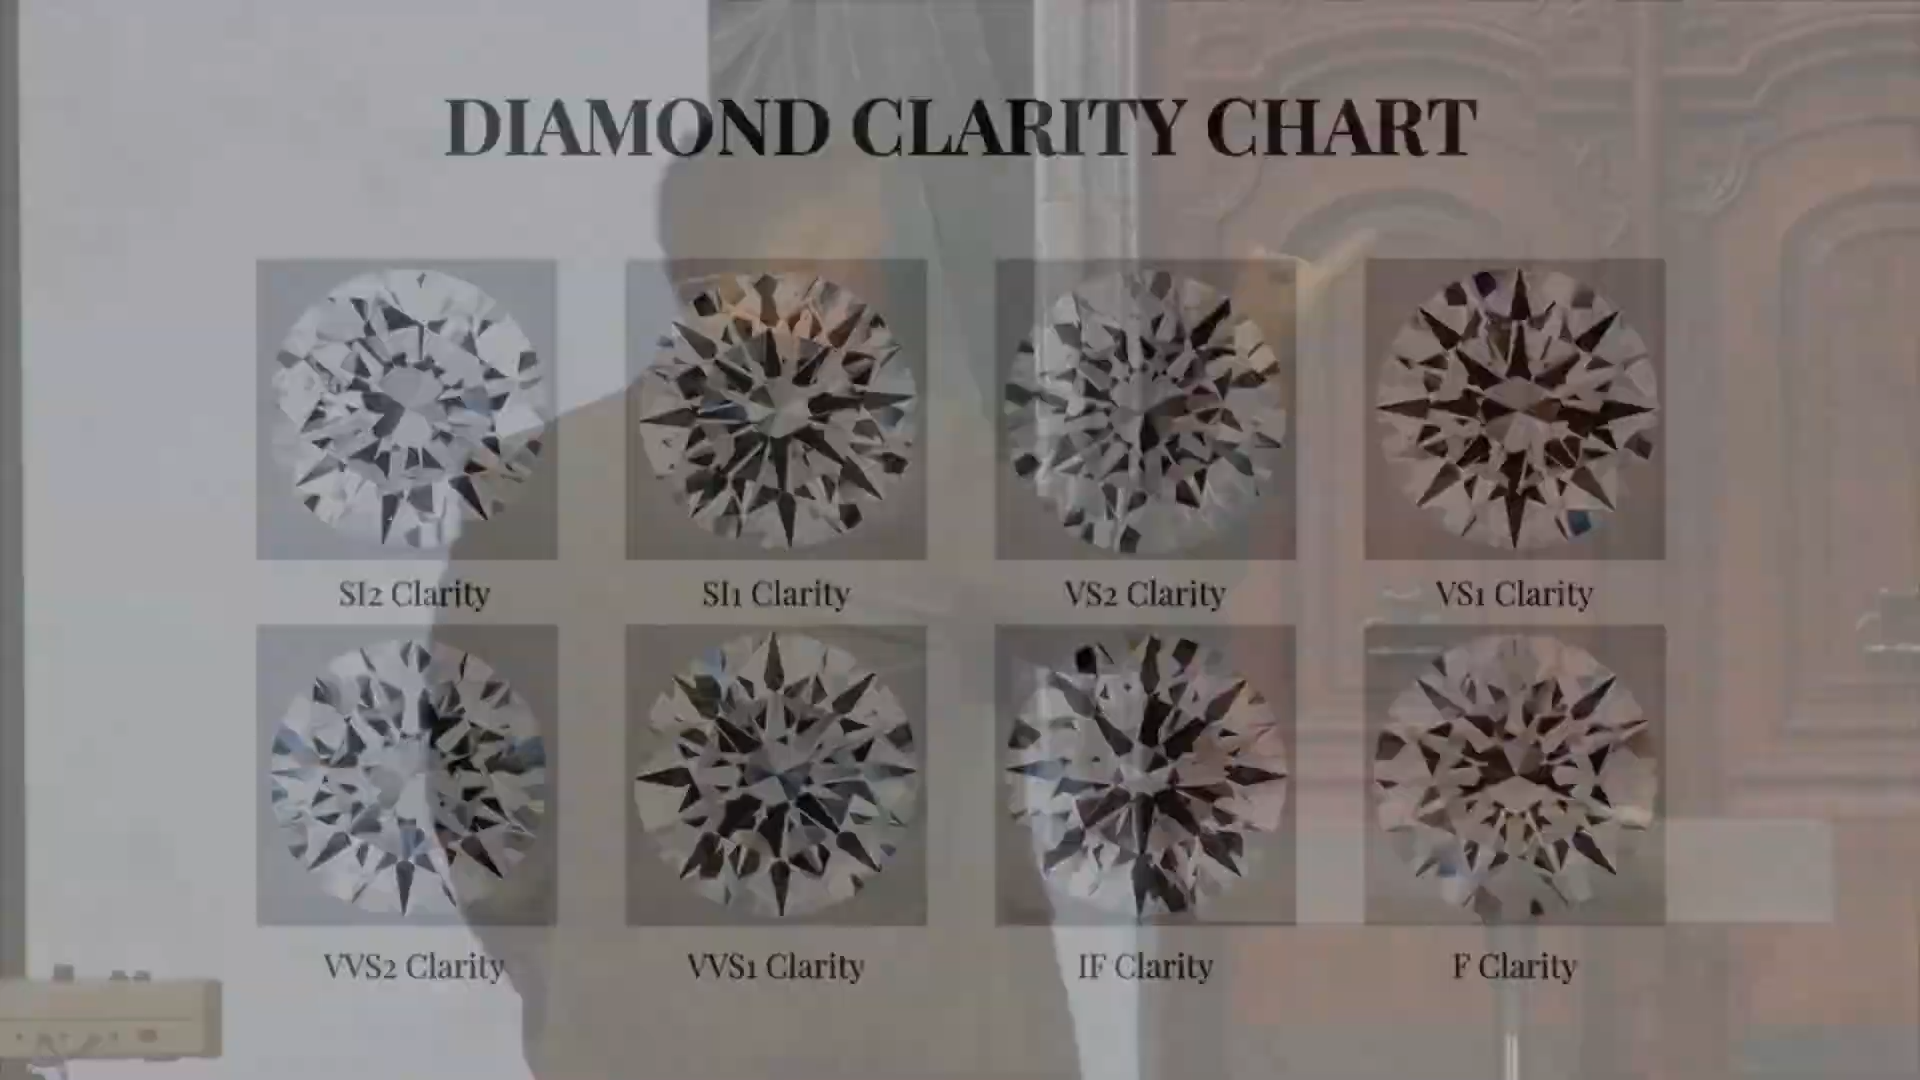 DIAMOND CLARITY CHART
SI2 Clarity
SI1 Clarity
VS2 Clarity
VS1 Clarity
VVS2 Clarity
VVS1 Clarity
IF Clarity
F Clarity